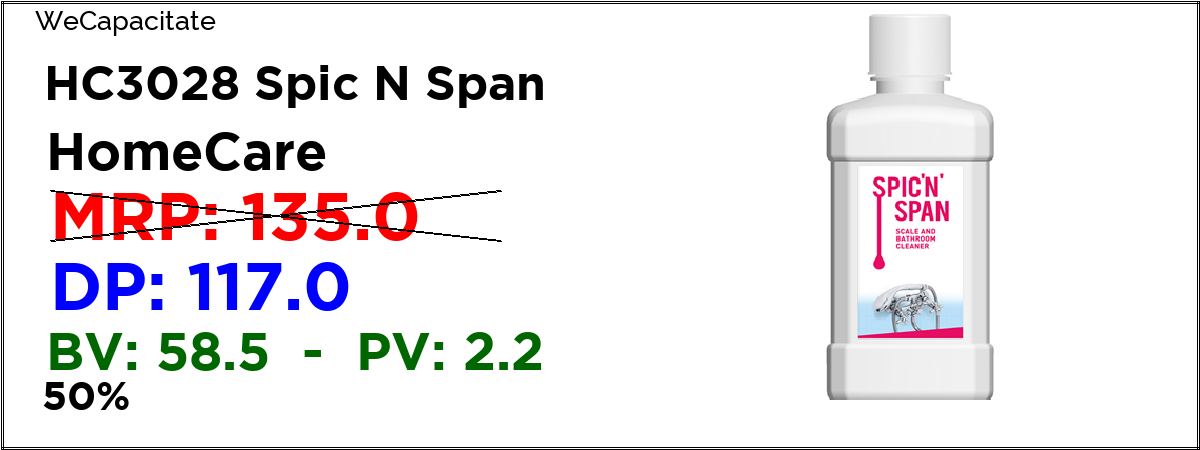 WeCapacitate
HC3028 Spic N Span
HomeCare
MRP: 135.0
DP: 117.0
BV: 58.5 - PV: 2.2
50%
SPIC'N'
SPAN
SCALE AND
BATHROOM
CLEANER